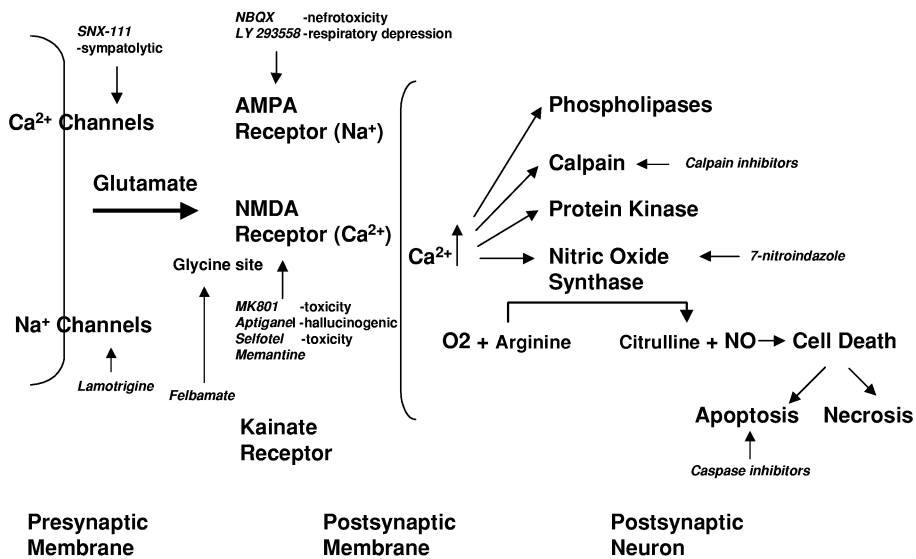 SNX-111
-sympatolytic
Ca2+ Channels
Glutamate
Na+ Channels
Lamotrigine
NBQX -nefrotoxicity
LY 293558 -respiratory depression
AMPA
Receptor (Na+)
NMDA
Receptor (Ca2+)
Glycine site
MK801 -toxicity
Aptiganel -hallucinogenic
Selfotel -toxicity
Memantine
Felbamate
Kainate
Receptor
Ca2+
Phospholipases
Calpain
Calpain inhibitors
Protein Kinase
Nitric Oxide
Synthase
7-nitroindazole
O2 + Arginine
Citrulline + NO
Cell Death
Apoptosis
Necrosis
Caspase inhibitors
Presynaptic
Membrane
Postsynaptic
Membrane
Postsynaptic
Neuron